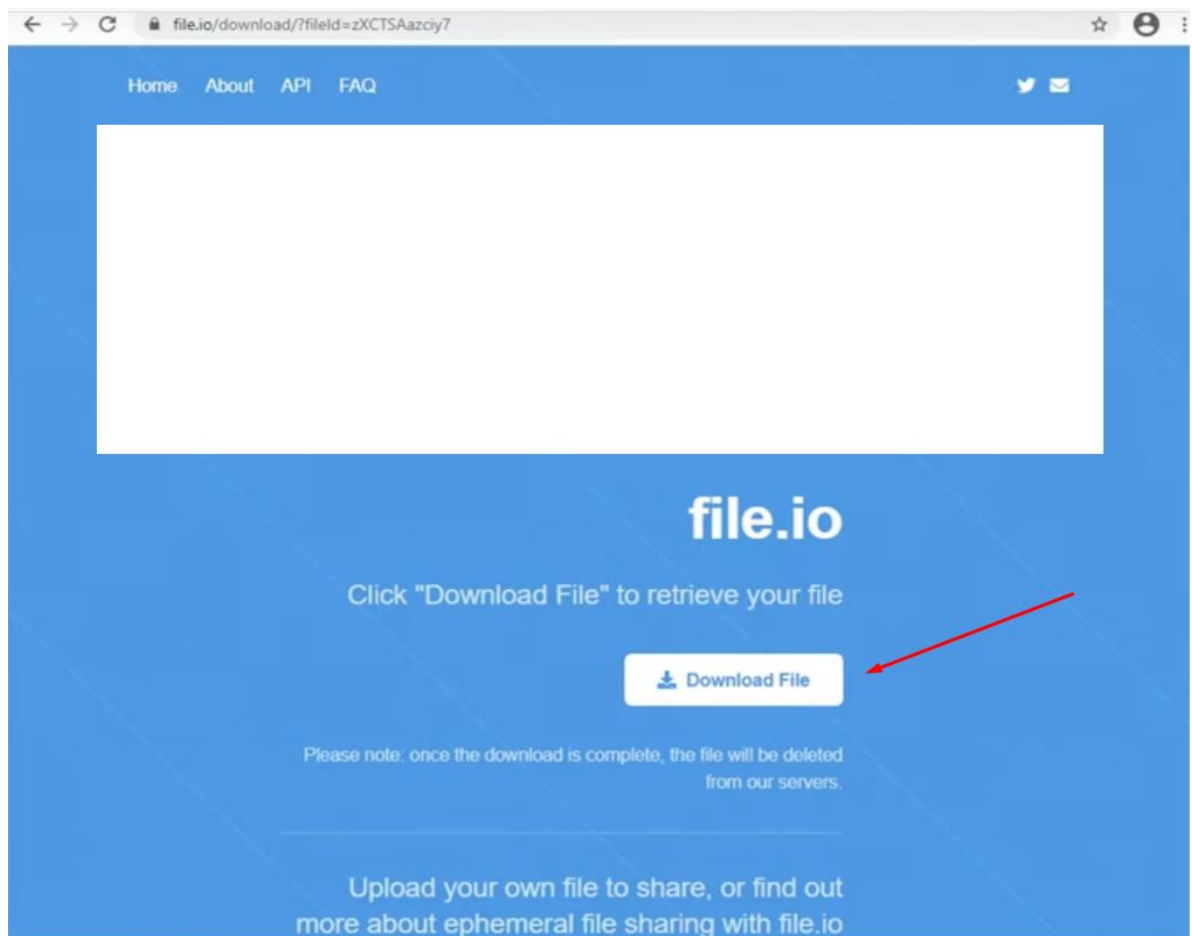 file.io/download/?fileId=zXCTSAazciy7
Home About API FAQ
file.io
Click "Download File" to retrieve your file
Download File
Please note: once the download is complete, the file will be deleted
from our servers.
Upload your own file to share, or find out
more about ephemeral file sharing with file.io